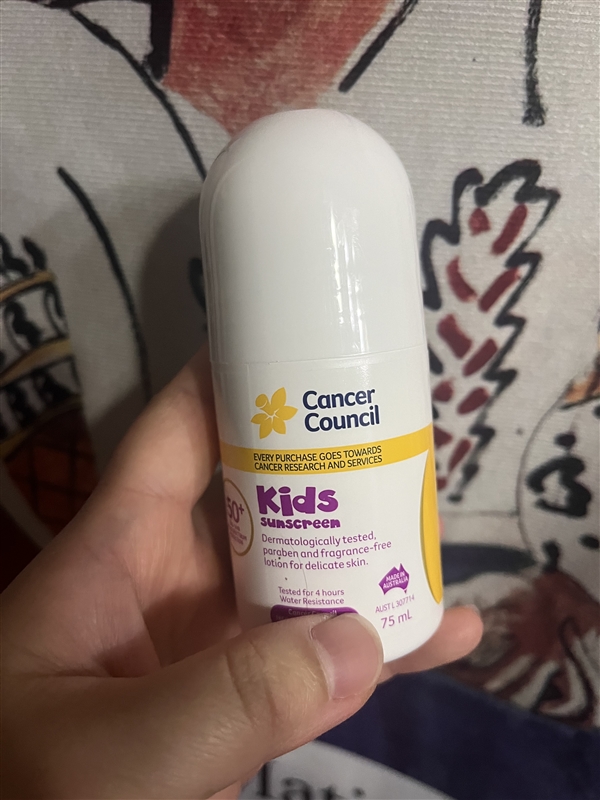 Cancer
Council
EVERY PURCHASE GOES TOWARDS
CANCER RESEARCH AND SERVICES
50+
Kids
sunscreen
Dermatologically tested,
paraben and fragrance-free
lotion for delicate skin.
MADE IN
AUSTRALIA
Tested for 4 hours
Water Resistance
AUST L 307714
75 mL